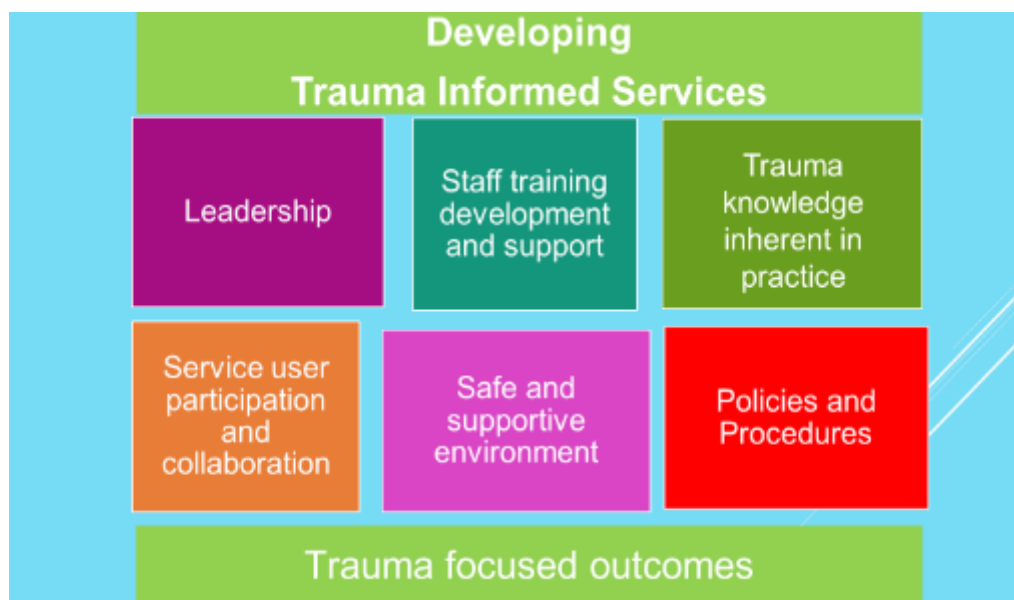 Developing
Trauma Informed Services
Leadership
Staff training
development
and support
Trauma
knowledge
inherent in
practice
Service user
participation
and
collaboration
Safe and
supportive
environment
Policies and
Procedures
Trauma focused outcomes